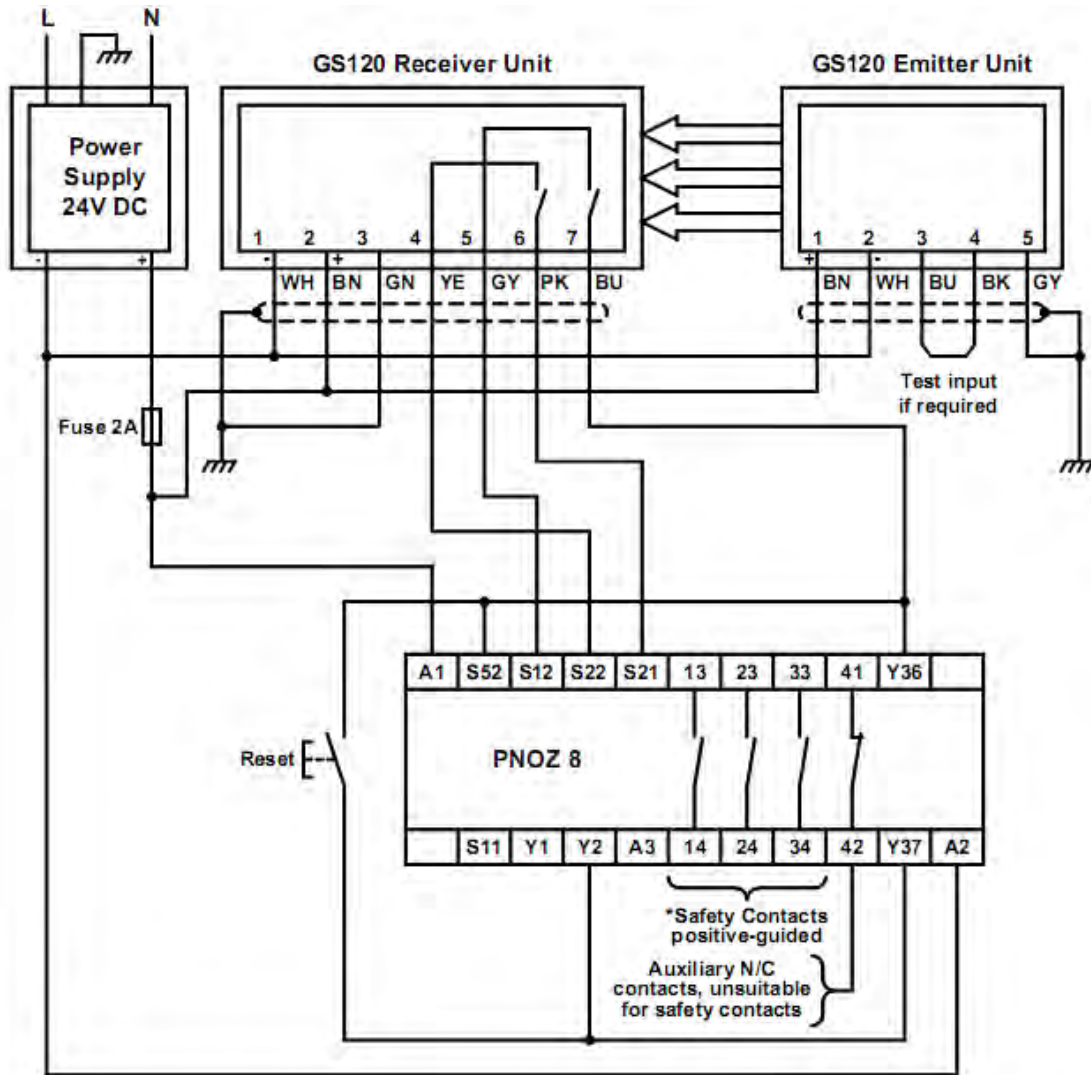 L N
GS120 Receiver Unit
GS120 Emitter Unit
Power
Supply
24V DC
- +
1 2 3 4 5 6 7
- +
WH BN GN YE GY PK BU
1 2 3 4 5
+ -
BN WH BU BK GY
Test input
if required
Fuse 2A
A1 S52 S12 S22 S21 13 23 33 41 Y36
Reset
PNOZ 8
S11 Y1 Y2 A3 14 24 34 42 Y37 A2
*Safety Contacts
positive-guided
Auxiliary N/C
contacts, unsuitable
for safety contacts